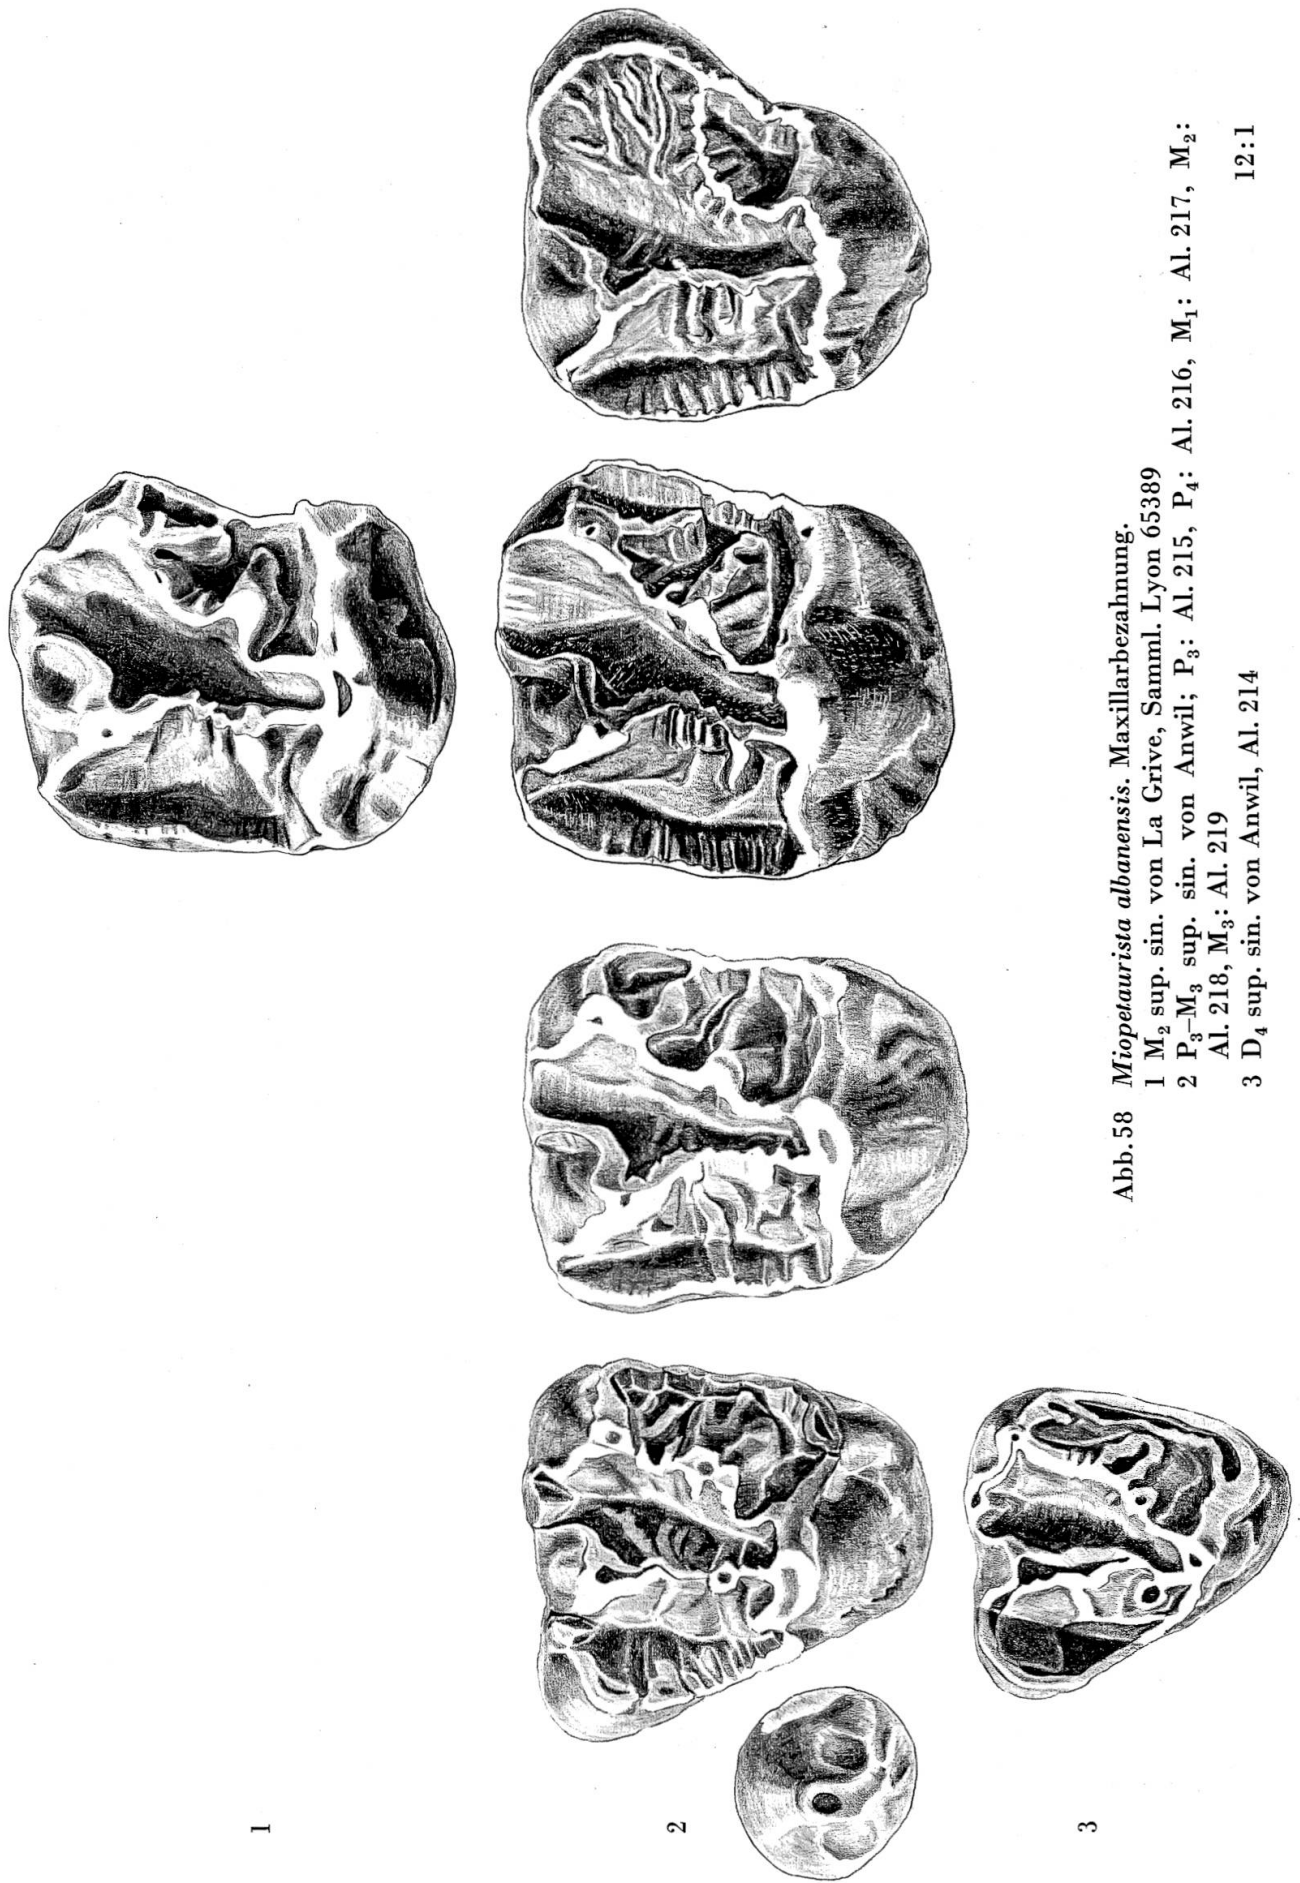 1
2
3
Abb. 58 Miopetaurista albanensis. Maxillarbezahnung.
1 M₂ sup. sin. von La Grive, Samml. Lyon 65389
2 P₃–M₃ sup. sin. von Anwil; P₃: Al. 215, P₄: Al. 216, M₁: Al. 217, M₂:
Al. 218, M₃: Al. 219
3 D₄ sup. sin. von Anwil, Al. 214 12:1